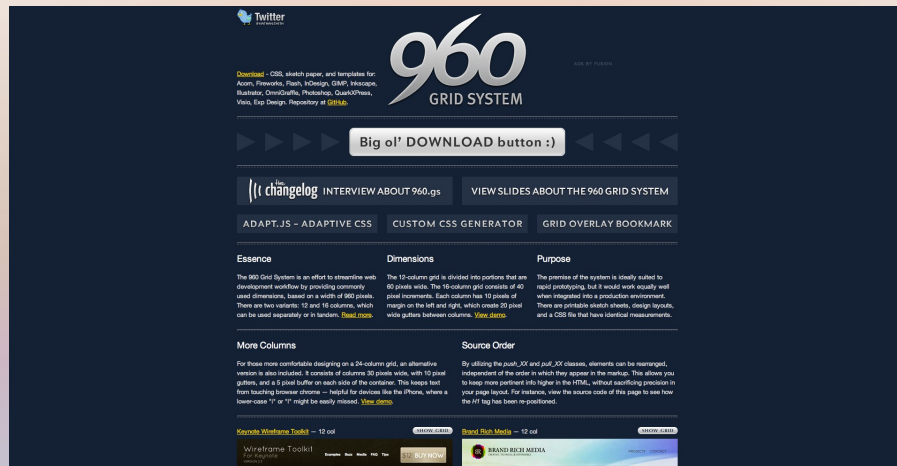 Twitter
Download - CSS, sketch paper, and templates for:
Acorn, Fireworks, Flash, InDesign, GIMP, Inkscape,
Illustrator, OmniGraffle, Photoshop, QuarkXPress,
Visio, Exp Design. Repository at GitHub.
960
GRID SYSTEM
ADS BY FUSION
Big ol' DOWNLOAD button :)
the changelog INTERVIEW ABOUT 960.gs
VIEW SLIDES ABOUT THE 960 GRID SYSTEM
ADAPT.JS – ADAPTIVE CSS
CUSTOM CSS GENERATOR
GRID OVERLAY BOOKMARK
Essence
The 960 Grid System is an effort to streamline web
development workflow by providing commonly
used dimensions, based on a width of 960 pixels.
There are two variants: 12 and 16 columns, which
can be used separately or in tandem. Read more.
Dimensions
The 12-column grid is divided into portions that are
60 pixels wide. The 16-column grid consists of 40
pixel increments. Each column has 10 pixels of
margin on the left and right, which create 20 pixel
wide gutters between columns. View demo.
Purpose
The premise of the system is ideally suited to
rapid prototyping, but it would work equally well
when integrated into a production environment.
There are printable sketch sheets, design layouts,
and a CSS file that have identical measurements.
More Columns
For those more comfortable designing on a 24-column
grid, an alternative
version is also included. It consists of columns 30 pixels wide, with 10 pixel
gutters, and a 5 pixel buffer on each side of the container. This keeps text
from touching browser chrome — helpful for devices like the iPhone, where a
lower-case "i" or "l" might be easily missed. View demo.
Source Order
By utilizing the push_XX and pull_XX classes, elements can be rearranged,
independent of the order in which they appear in the markup. This allows you
to keep more pertinent info higher in the HTML, without sacrificing precision in
your page layout. For instance, view the source code of this page to see how
the H1 tag has been re-positioned.
Keynote Wireframe Toolkit — 12 col
SHOW GRID
Brand Rich Media — 12 col
SHOW GRID
Wireframe Toolkit
For Keynote
Examples Buzz Media FAQ Tips
$12 BUY NOW
BR BRAND RICH MEDIA
PROJECTS CONTACT